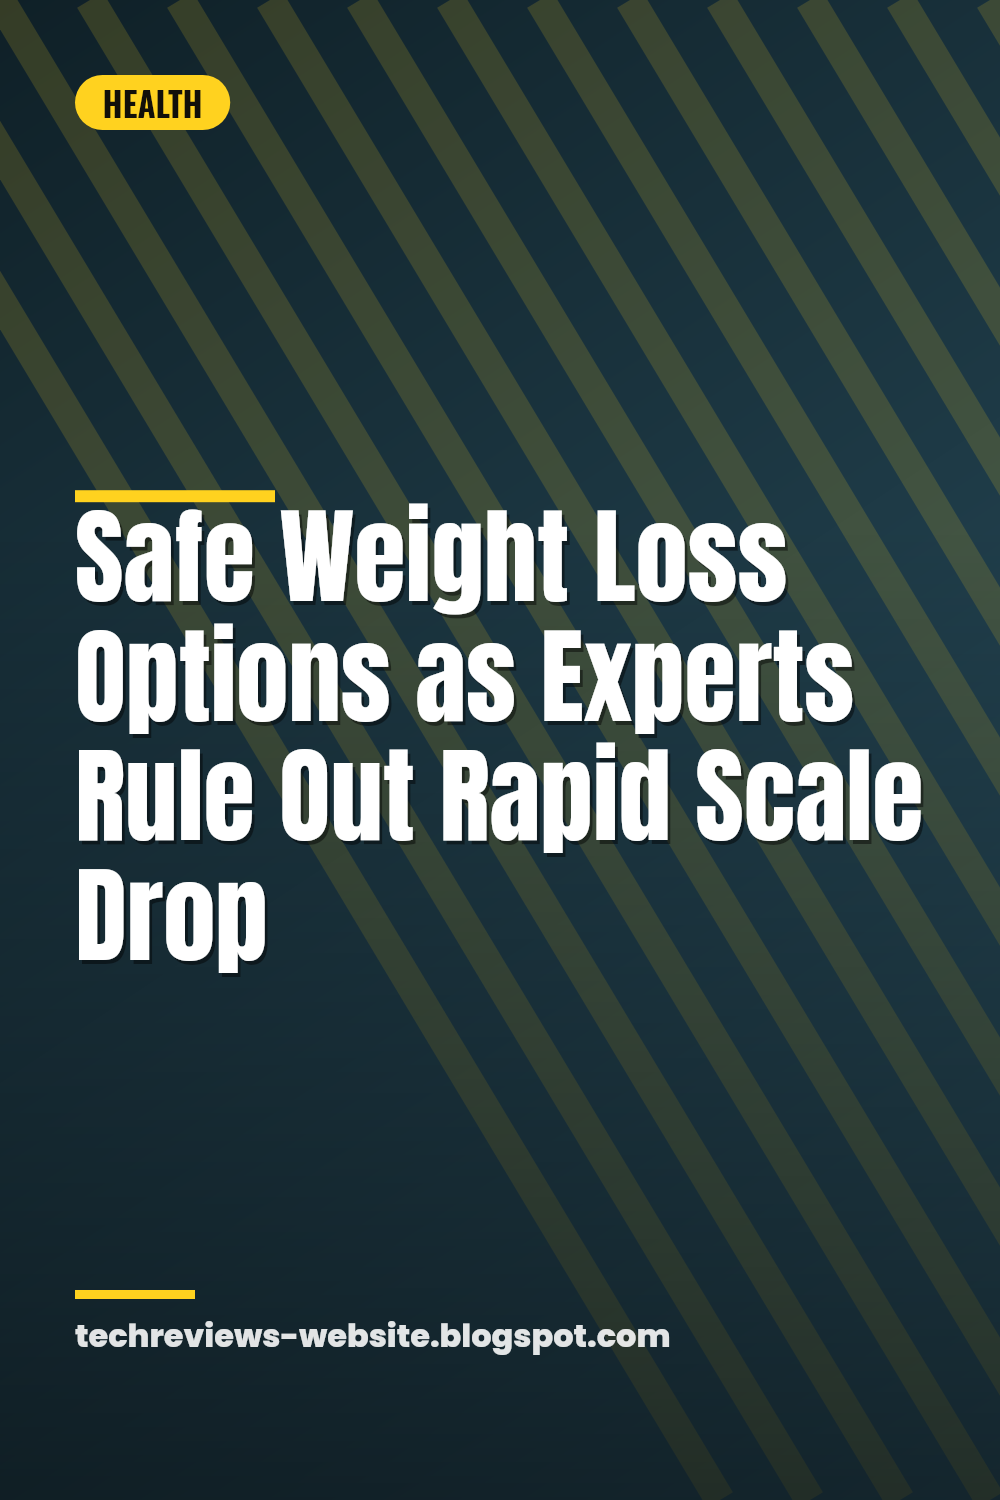 HEALTH
Safe Weight Loss
Options as Experts
Rule Out Rapid Scale
Drop
techreviews-website.blogspot.com